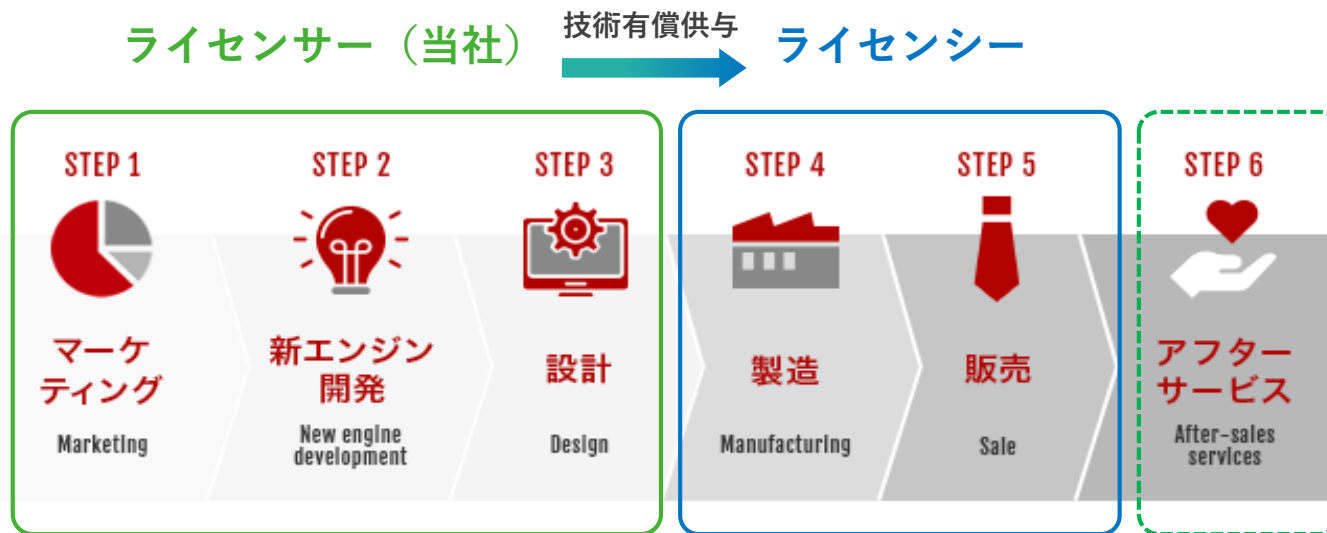 ライセンサー（当社）
技術有償供与
ライセンシー
STEP 1
マーケ
ティング
Marketing
STEP 2
新エンジン
開発
New engine
development
STEP 3
設計
Design
STEP 4
製造
Manufacturing
STEP 5
販売
Sale
STEP 6
アフター
サービス
After-sales
services